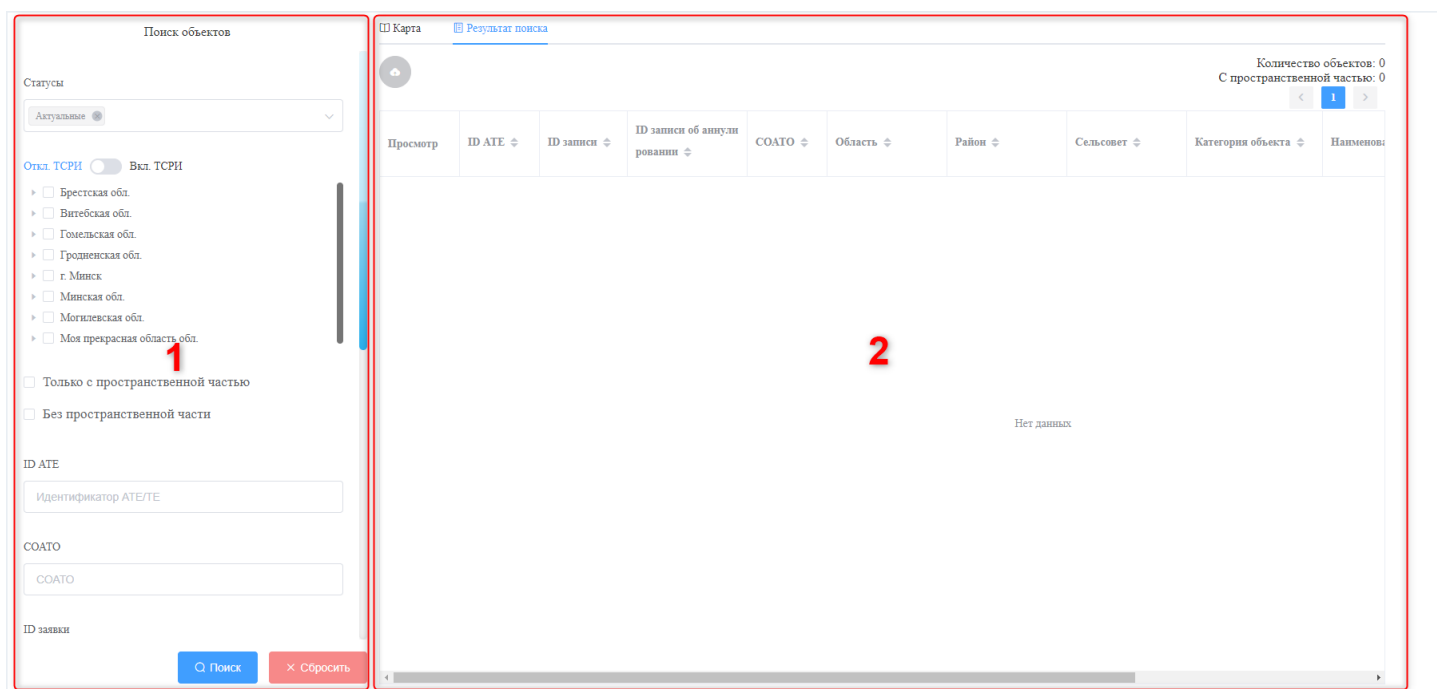 Поиск объектов
Статусы
Актуальные
Откл. ТСРИ Вкл. ТСРИ
Брестская обл.
Витебская обл.
Гомельская обл.
Гродненская обл.
г. Минск
Минская обл.
Могилевская обл.
Моя прекрасная область обл.
1
Только с пространственной частью
Без пространственной части
ID ATE
Идентификатор АТЕ/ТЕ
СОАТО
СОАТО
ID заявки
Поиск
Сбросить
Карта
Результат поиска
Количество объектов: 0
С пространственной частью: 0
1
Просмотр
ID ATE
ID записи
ID записи об аннули
ровании
СОАТО
Область
Район
Сельсовет
Категория объекта
Наименова
2
Нет данных